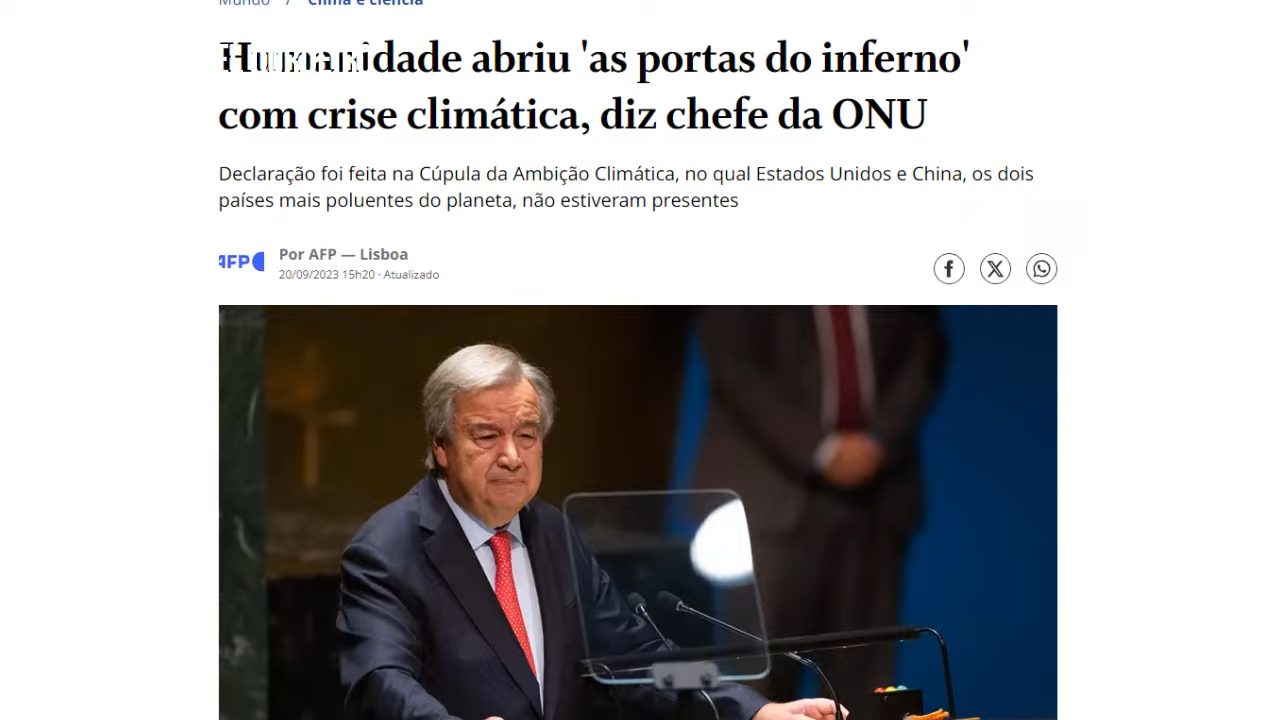 Mundo / Clima e ciência
Humanidade abriu 'as portas do inferno'
com crise climática, diz chefe da ONU
Declaração foi feita na Cúpula da Ambição Climática, no qual Estados Unidos e China, os dois
países mais poluentes do planeta, não estiveram presentes
AFP
Por AFP — Lisboa
20/09/2023 15h20 · Atualizado